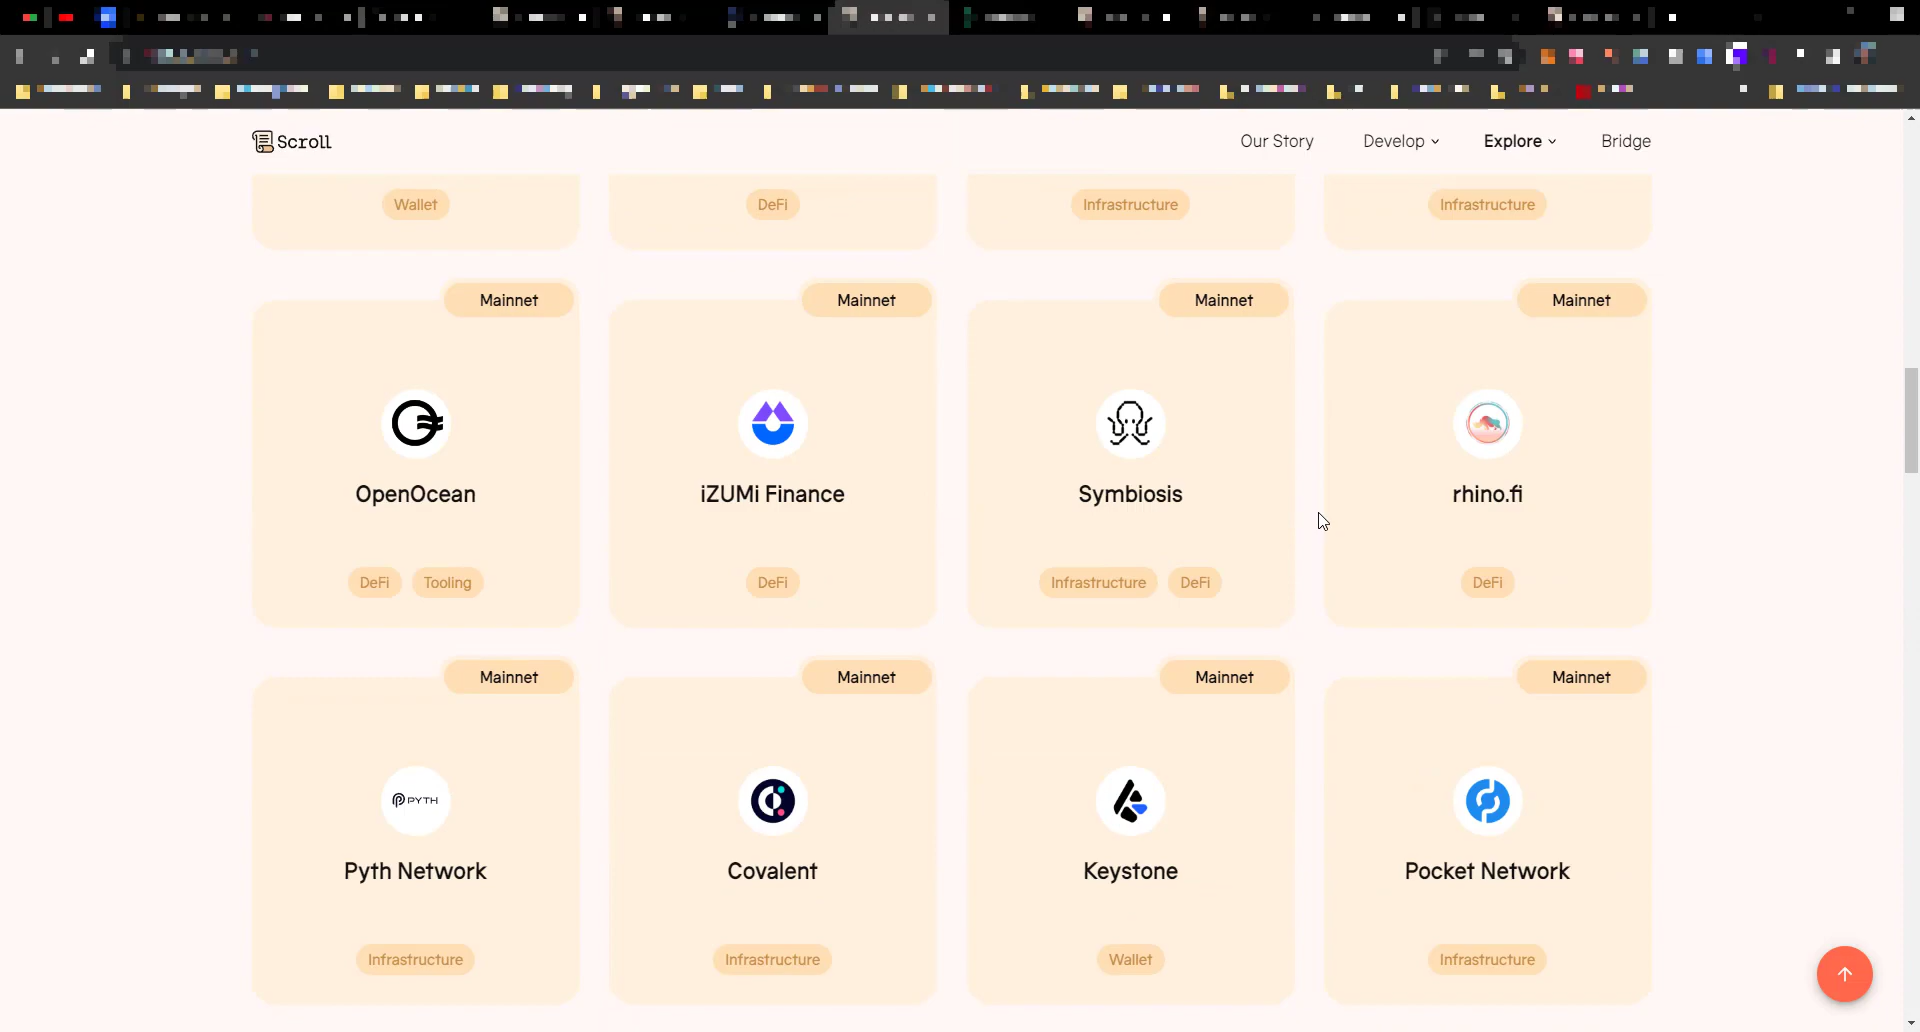 Scroll
Our Story Develop Explore Bridge
Wallet DeFi Infrastructure Infrastructure
Mainnet Mainnet Mainnet Mainnet
OpenOcean iZUMi Finance Symbiosis rhino.fi
DeFi Tooling DeFi Infrastructure DeFi DeFi
Mainnet Mainnet Mainnet Mainnet
PYTH
Pyth Network Covalent Keystone Pocket Network
Infrastructure Infrastructure Wallet Infrastructure